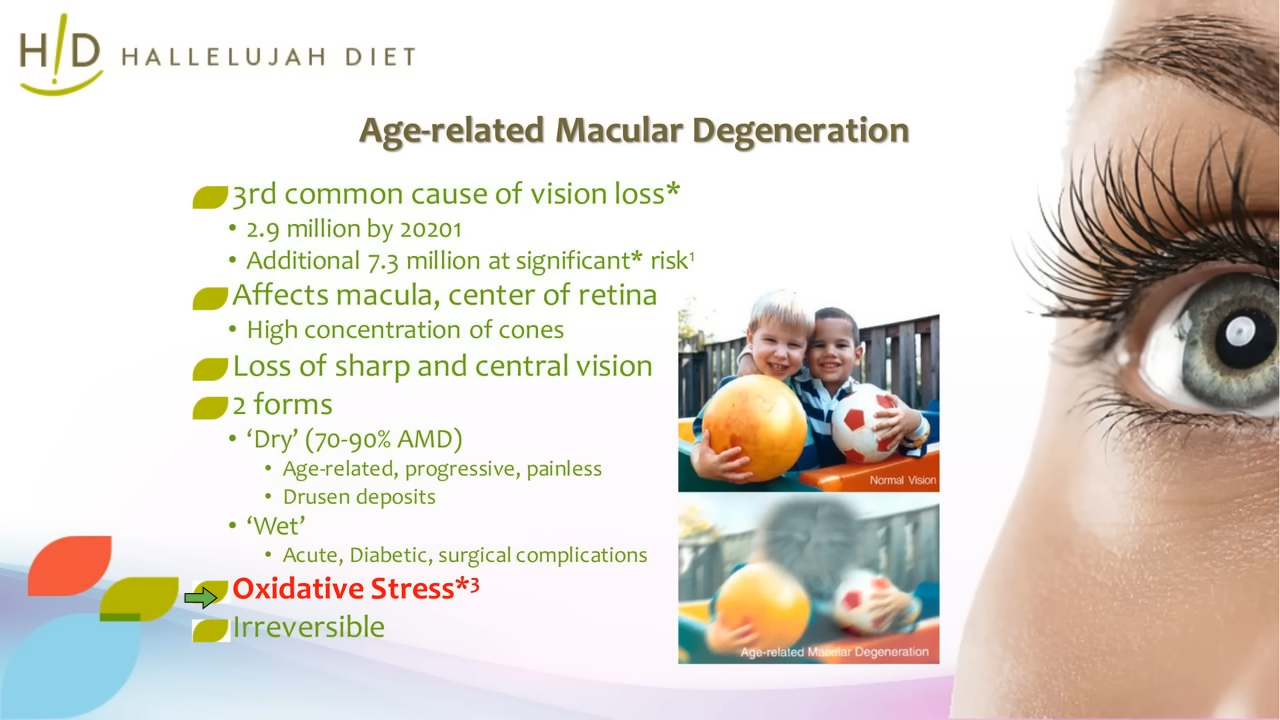 H!D HALLELUJAH DIET
Age-related Macular Degeneration
3rd common cause of vision loss*
• 2.9 million by 20201
• Additional 7.3 million at significant* risk¹
Affects macula, center of retina
• High concentration of cones
Loss of sharp and central vision
2 forms
• ‘Dry’ (70-90% AMD)
• Age-related, progressive, painless
• Drusen deposits
• ‘Wet’
• Acute, Diabetic, surgical complications
Oxidative Stress*³
Irreversible
Normal Vision
Age-related Macular Degeneration